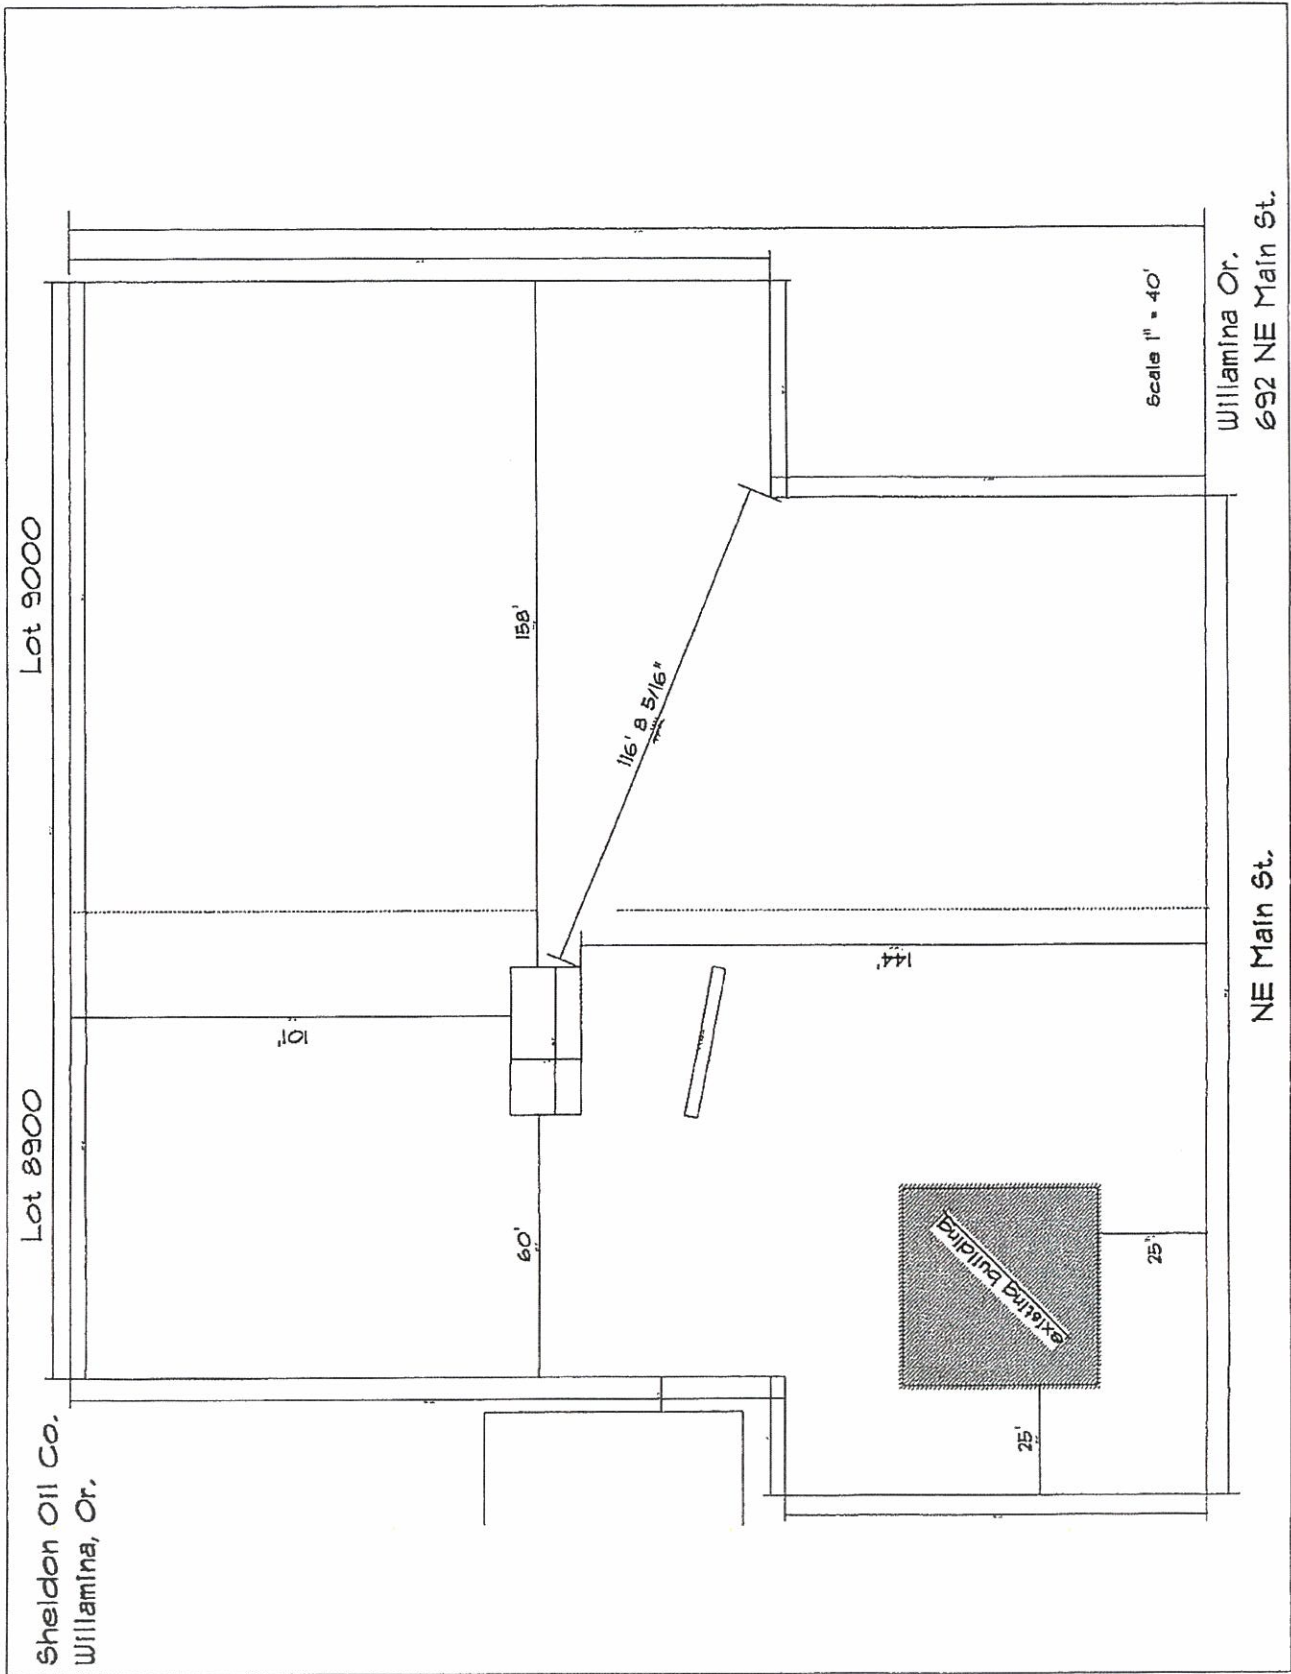 Sheldon Oil Co.
Willamina, Or.
Lot 8900
Lot 9000
101'
60'
158'
116' 8 5/16"
144'
25'
existing building
25'
Scale 1" = 40'
NE Main St.
Willamina Or.
692 NE Main St.